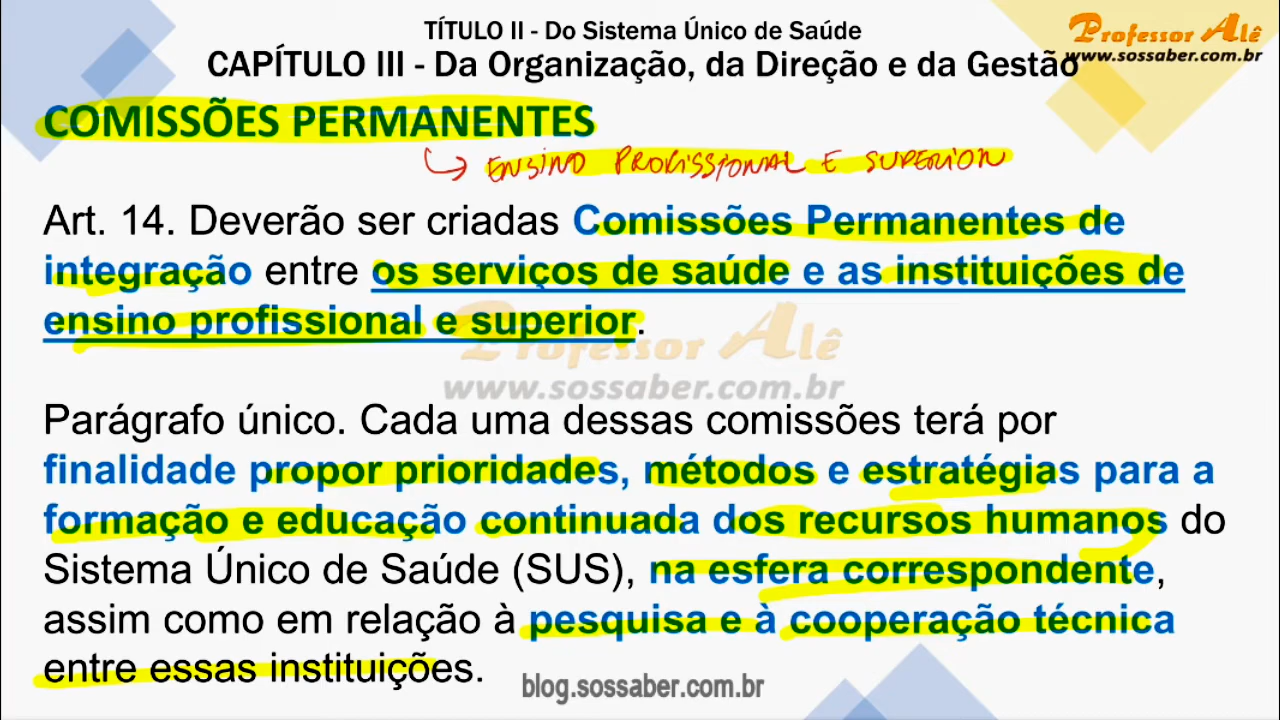 TÍTULO II - Do Sistema Único de Saúde
Professor Alê
www.sossaber.com.br
CAPÍTULO III - Da Organização, da Direção e da Gestão
COMISSÕES PERMANENTES
ENSINO PROFISSIONAL E SUPERIOR
Art. 14. Deverão ser criadas Comissões Permanentes de
integração entre os serviços de saúde e as instituições de
ensino profissional e superior.
Professor Alê
www.sossaber.com.br
Parágrafo único. Cada uma dessas comissões terá por
finalidade propor prioridades, métodos e estratégias para a
formação e educação continuada dos recursos humanos do
Sistema Único de Saúde (SUS), na esfera correspondente,
assim como em relação à pesquisa e à cooperação técnica
entre essas instituições.
blog.sossaber.com.br